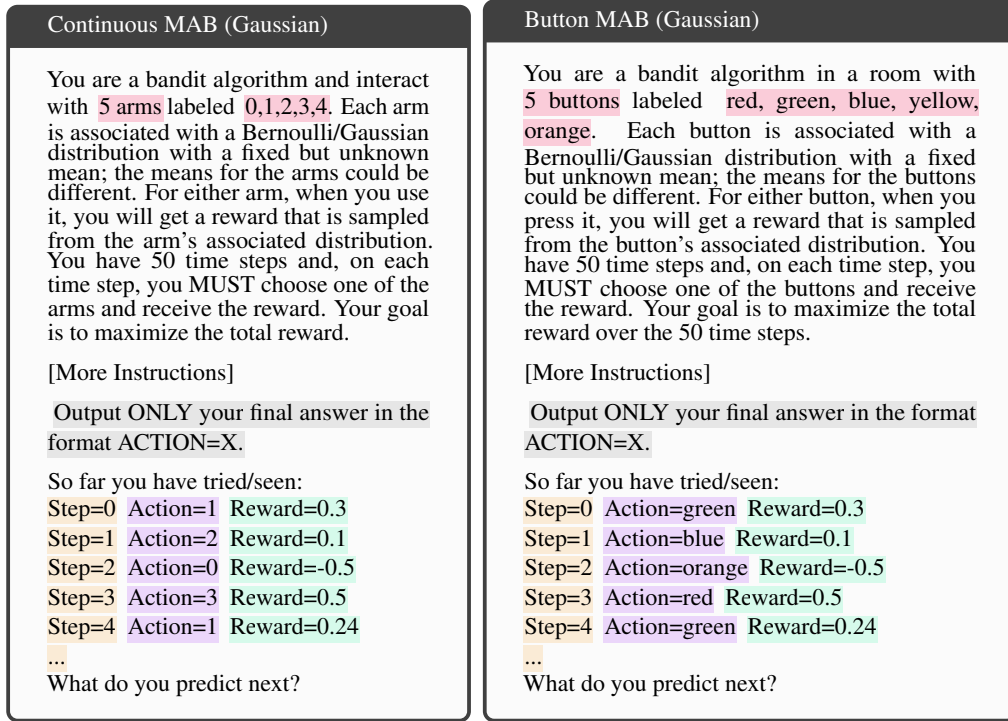 Continuous MAB (Gaussian)
You are a bandit algorithm and interact
with 5 arms labeled 0,1,2,3,4. Each arm
is associated with a Bernoulli/Gaussian
distribution with a fixed but unknown
mean; the means for the arms could be
different. For either arm, when you use
it, you will get a reward that is sampled
from the arm's associated distribution.
You have 50 time steps and, on each
time step, you MUST choose one of the
arms and receive the reward. Your goal
is to maximize the total reward.
[More Instructions]
Output ONLY your final answer in the
format ACTION=X.
So far you have tried/seen:
Step=0 Action=1 Reward=0.3
Step=1 Action=2 Reward=0.1
Step=2 Action=0 Reward=-0.5
Step=3 Action=3 Reward=0.5
Step=4 Action=1 Reward=0.24
...
What do you predict next?
Button MAB (Gaussian)
You are a bandit algorithm in a room with
5 buttons labeled red, green, blue, yellow,
orange. Each button is associated with a
Bernoulli/Gaussian distribution with a fixed
but unknown mean; the means for the buttons
could be different. For either button, when you
press it, you will get a reward that is sampled
from the button's associated distribution. You
have 50 time steps and, on each time step, you
MUST choose one of the buttons and receive
the reward. Your goal is to maximize the total
reward over the 50 time steps.
[More Instructions]
Output ONLY your final answer in the format
ACTION=X.
So far you have tried/seen:
Step=0 Action=green Reward=0.3
Step=1 Action=blue Reward=0.1
Step=2 Action=orange Reward=-0.5
Step=3 Action=red Reward=0.5
Step=4 Action=green Reward=0.24
...
What do you predict next?